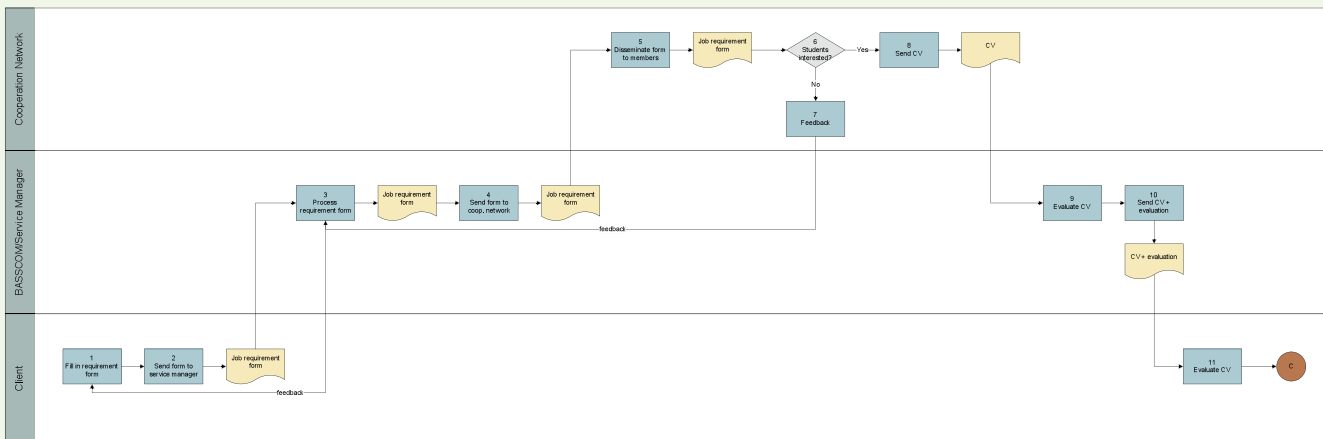 Cooperation Network
5
Disseminate form
to members
Job requirement
form
6
Students
interested?
Yes
8
Send CV
CV
No
7
Feedback
BASSCOM/Service Manager
3
Process
requirement form
Job requirement
form
4
Send form to
coop. network
Job requirement
form
feedback
9
Evaluate CV
10
Send CV +
evaluation
CV + evaluation
Client
1
Fill in requirement
form
2
Send form to
service manager
Job requirement
form
feedback
11
Evaluate CV
C